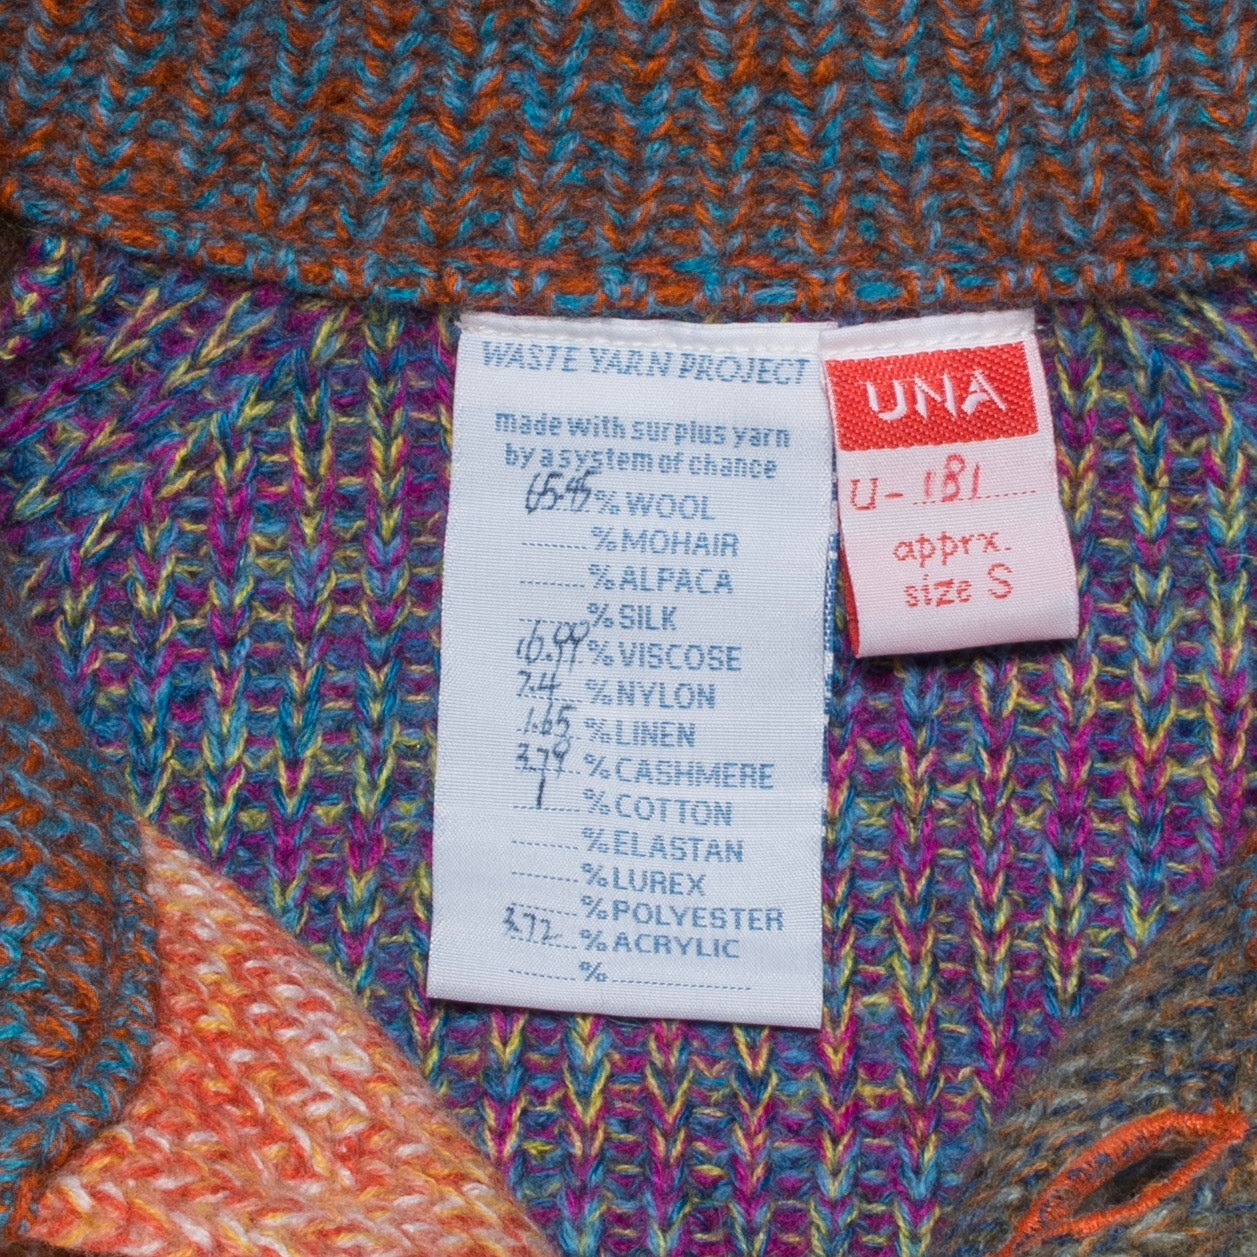 WASTE YARN PROJECT
made with surplus yarn
by a system of chance
65.45% WOOL
% MOHAIR
% ALPACA
% SILK
16.99% VISCOSE
7.4 % NYLON
1.65 % LINEN
3.79 % CASHMERE
1 % COTTON
% ELASTAN
% LUREX
% POLYESTER
3.72 % ACRYLIC
%
UNA
U-181
apprx.
size S